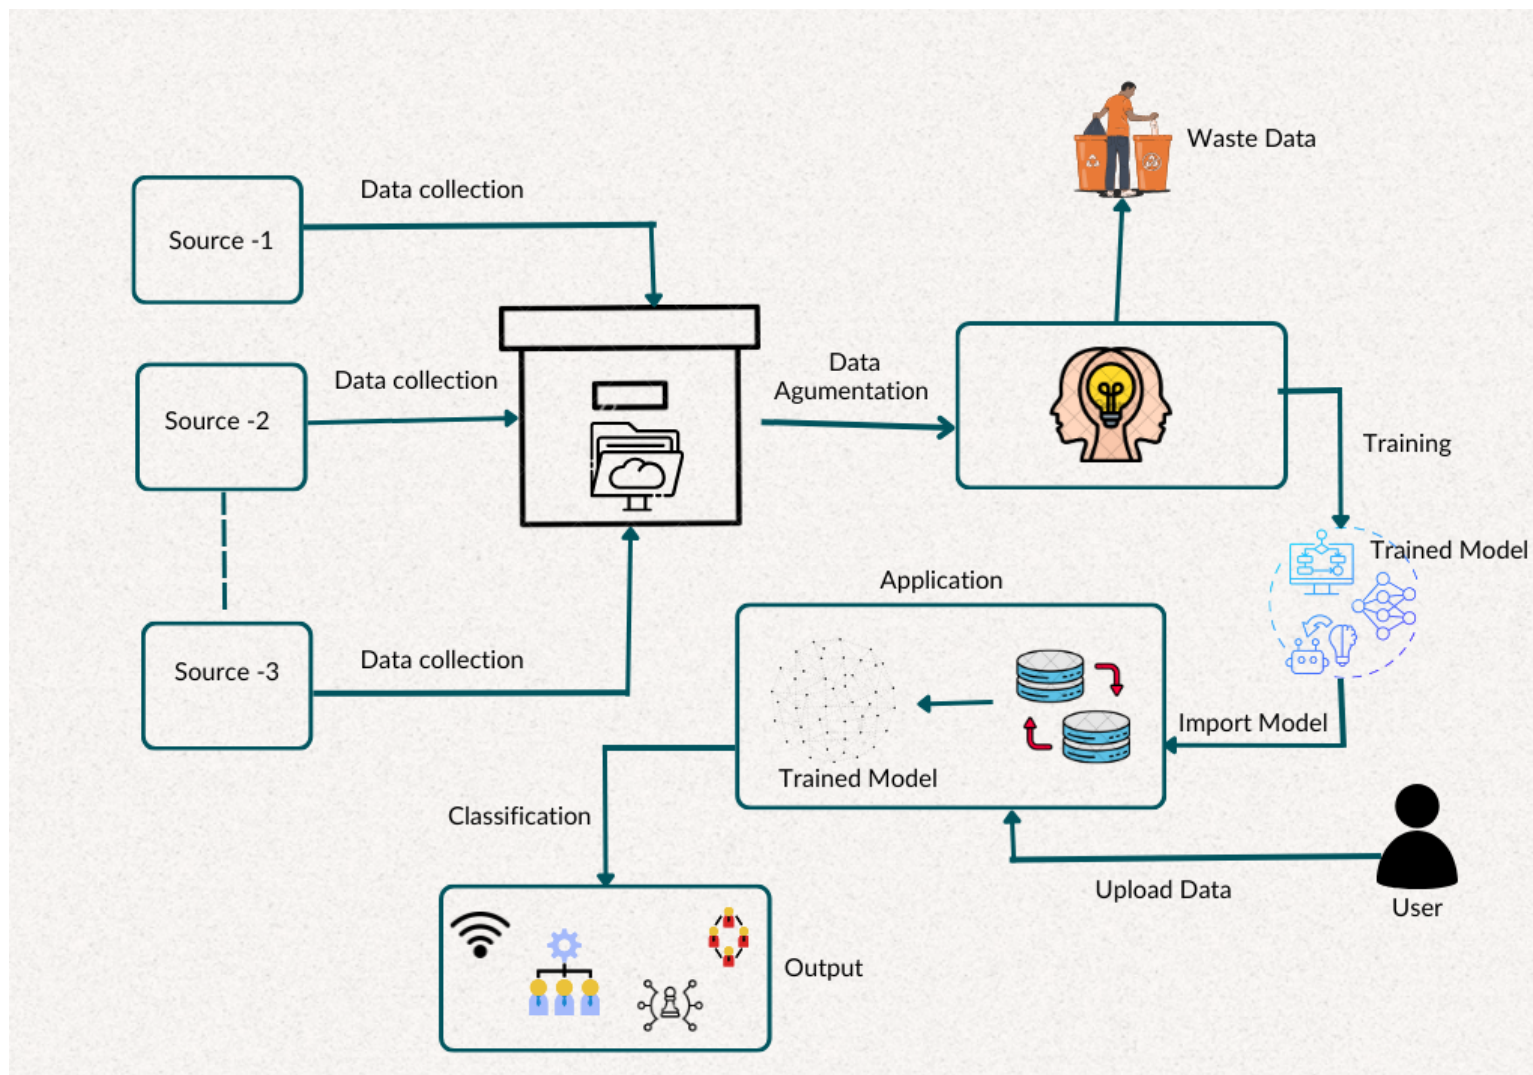 Waste Data
Data collection
Source -1
Data collection
Source -2
Data
Agumentation
Training
Trained Model
Application
Data collection
Source -3
Import Model
Trained Model
Classification
Upload Data
User
Output